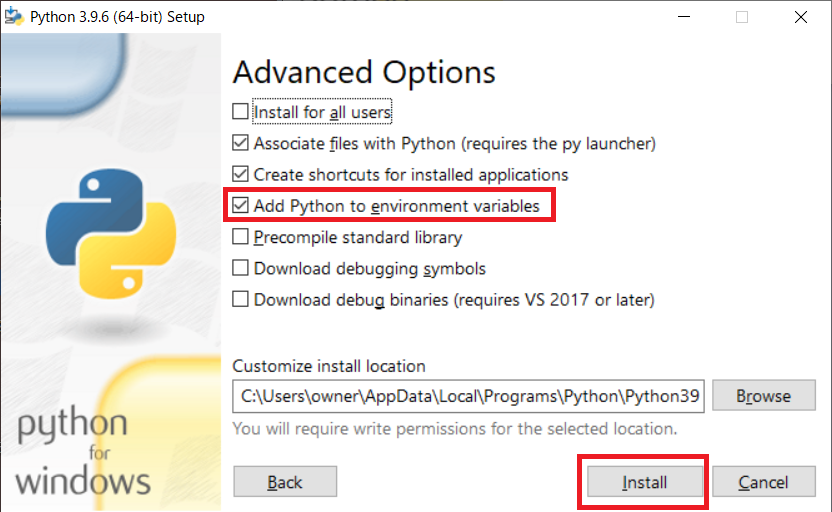 Python 3.9.6 (64-bit) Setup
Advanced Options
Install for all users
Associate files with Python (requires the py launcher)
Create shortcuts for installed applications
Add Python to environment variables
Precompile standard library
Download debugging symbols
Download debug binaries (requires VS 2017 or later)
Customize install location
C:\Users\owner\AppData\Local\Programs\Python\Python39
Browse
You will require write permissions for the selected location.
python
for
windows
Back
Install
Cancel